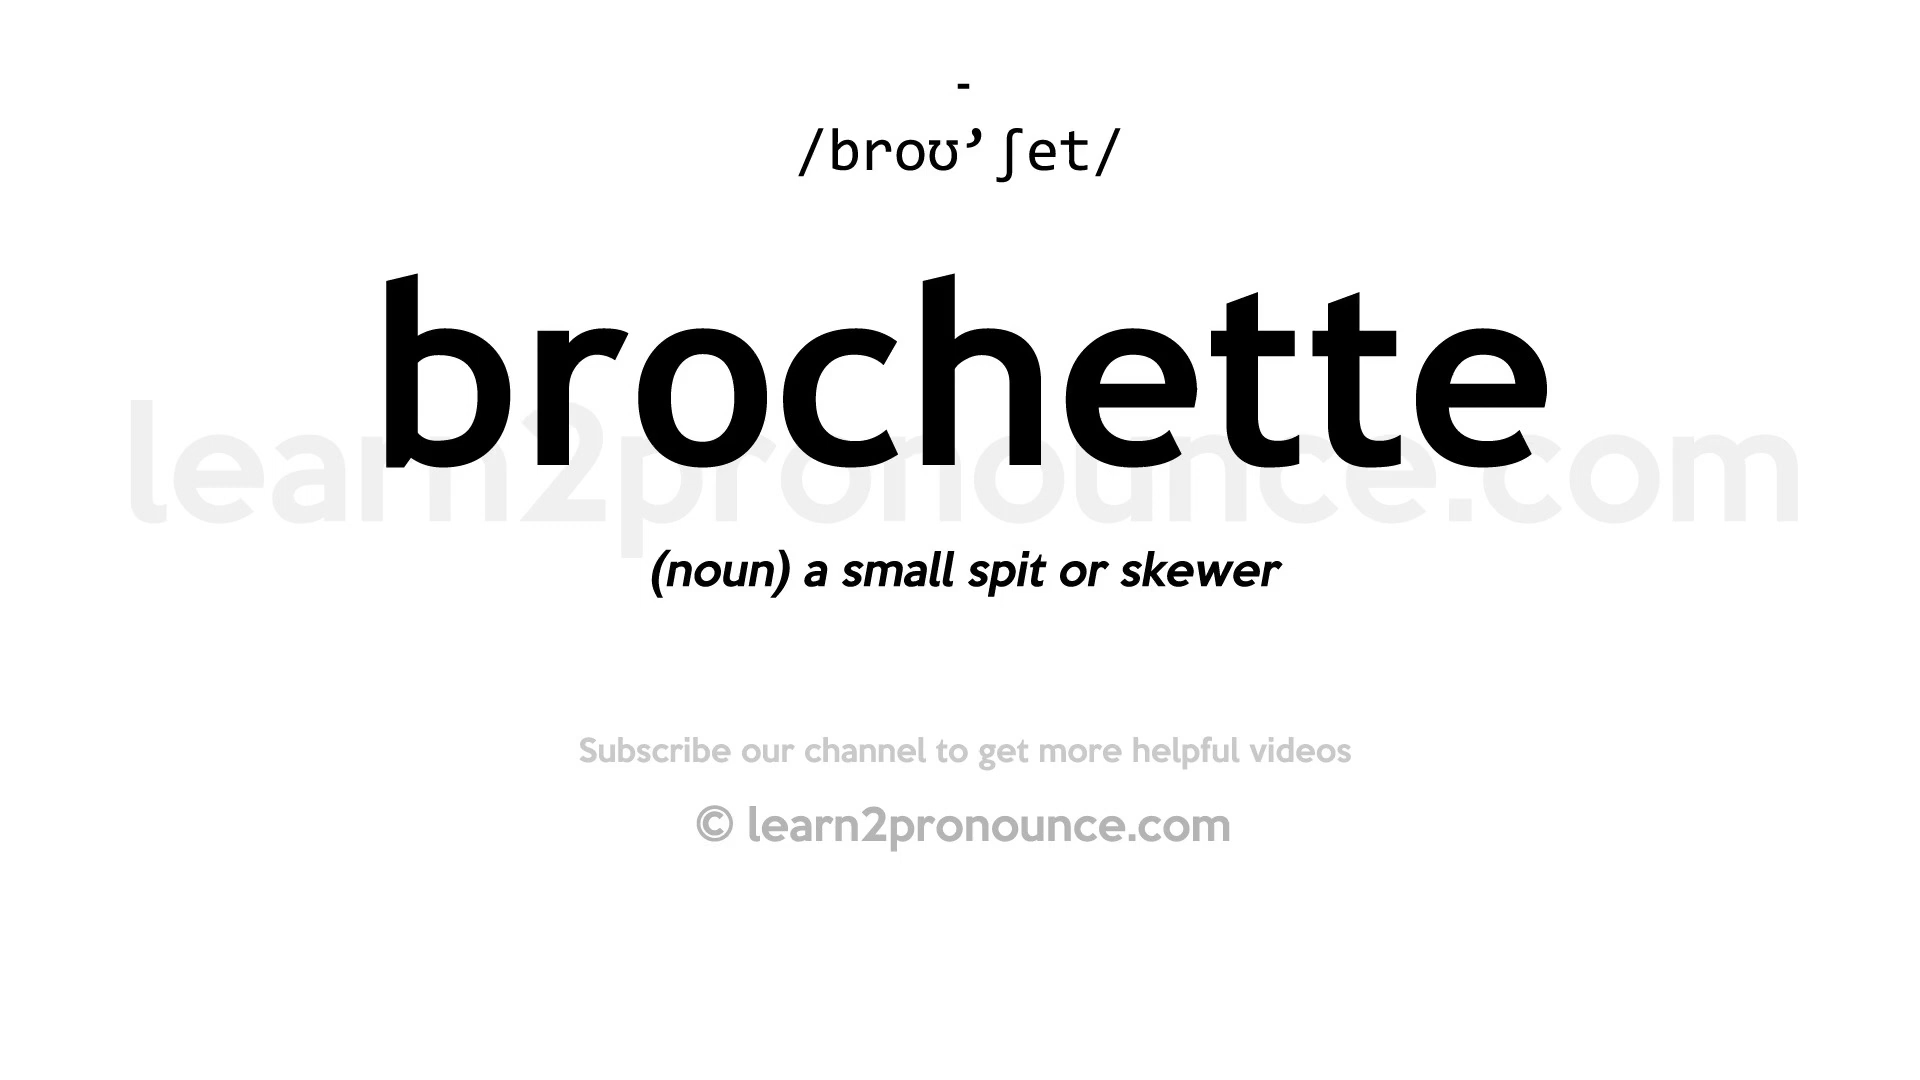 -
/broʊ’ʃet/
brochette
learn2pronounce.com
(noun) a small spit or skewer
Subscribe our channel to get more helpful videos
© learn2pronounce.com